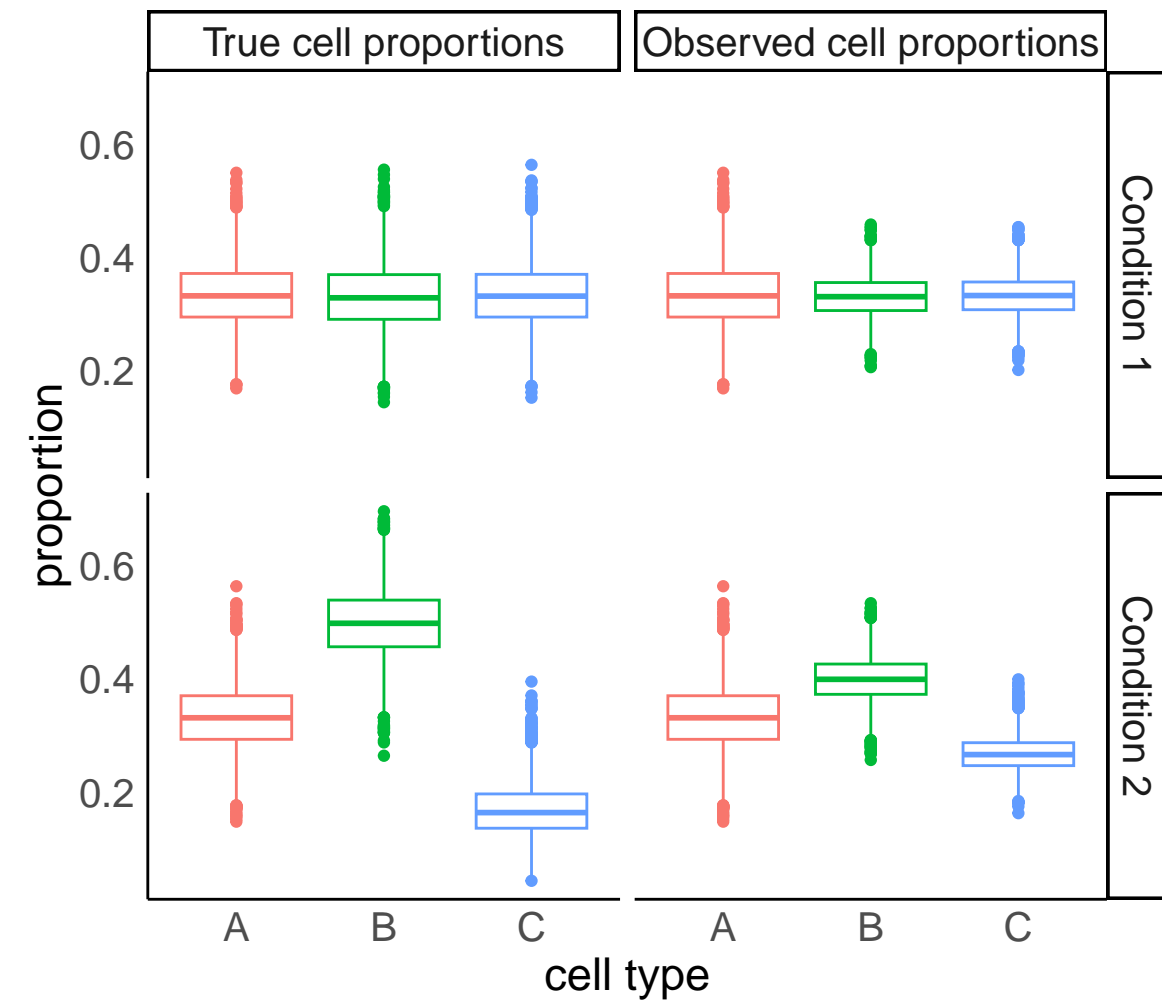 True cell proportions
Observed cell proportions
Condition 1
Condition 2
proportion
0.6
0.4
0.2
0.6
0.4
0.2
A
B
C
A
B
C
cell type